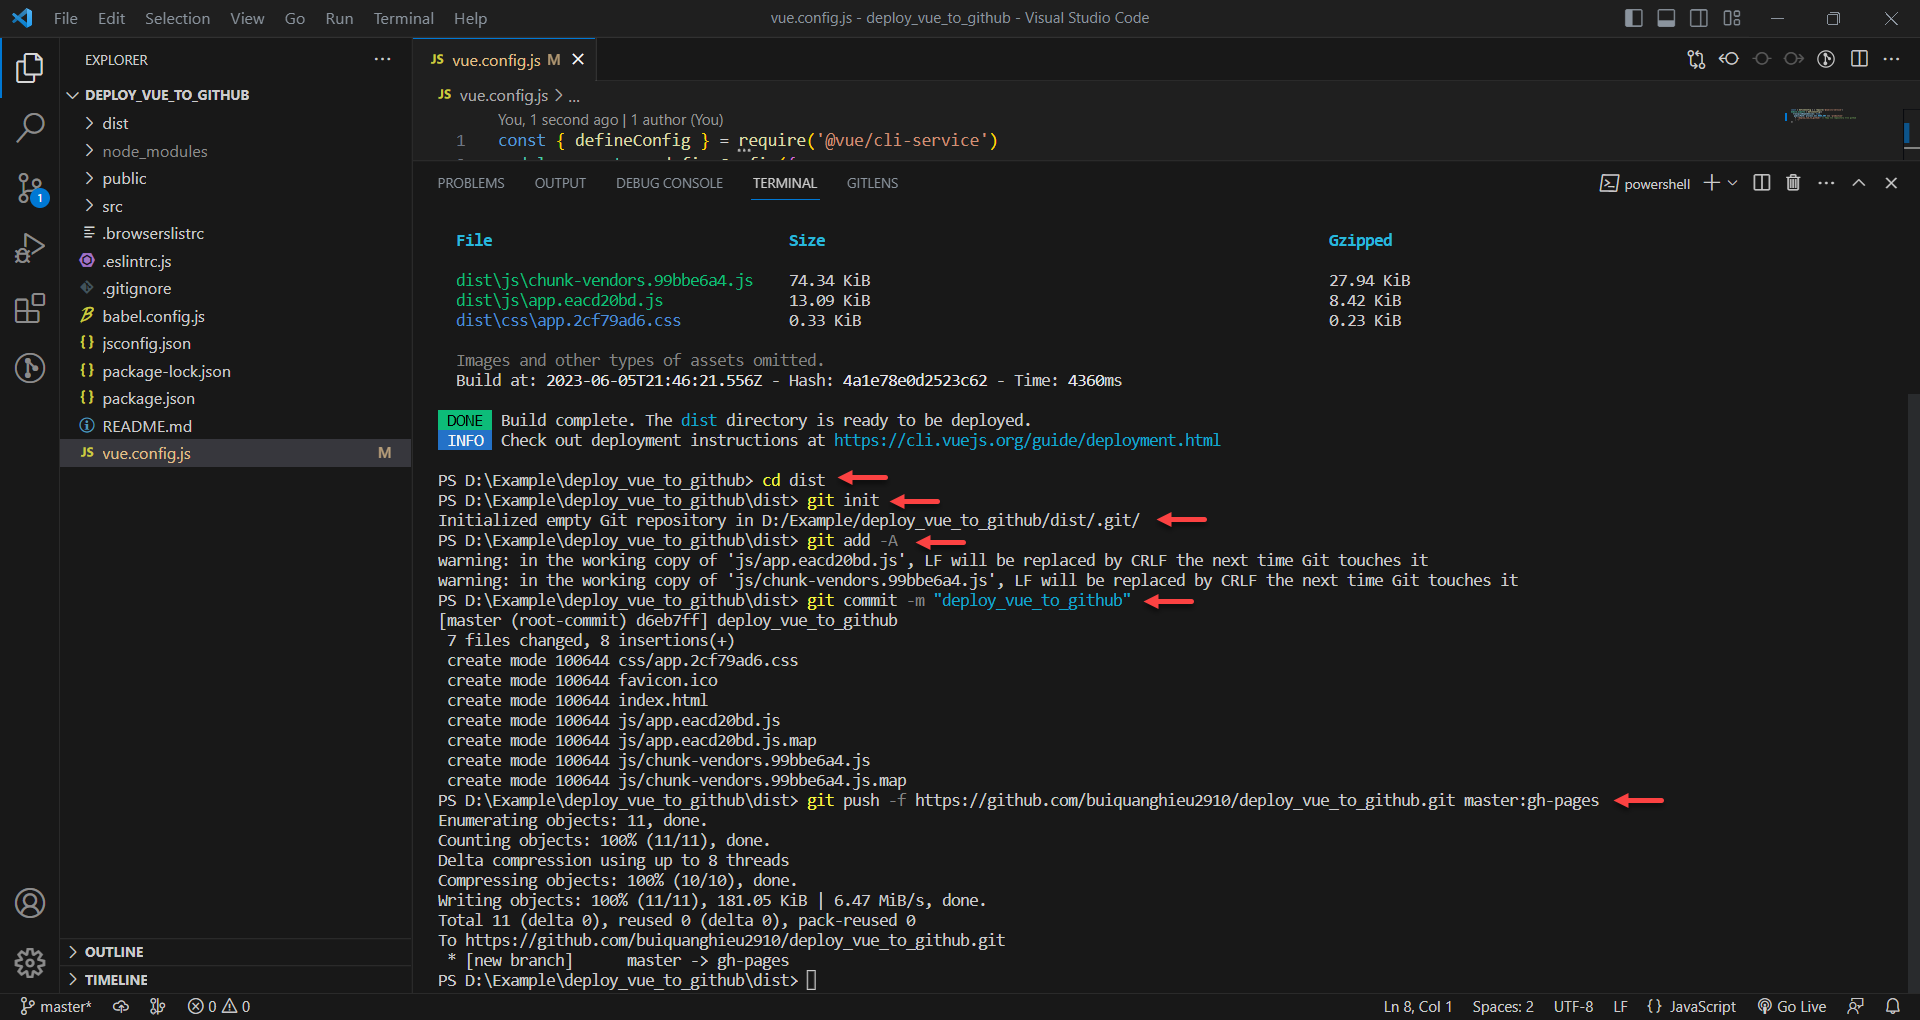 File Edit Selection View Go Run Terminal Help
vue.config.js - deploy_vue_to_github - Visual Studio Code
EXPLORER
DEPLOY_VUE_TO_GITHUB
dist
node_modules
public
src
.browserslistrc
.eslintrc.js
.gitignore
babel.config.js
jsconfig.json
package-lock.json
package.json
README.md
JS vue.config.js M
1
OUTLINE
TIMELINE
JS vue.config.js M
JS vue.config.js > ...
You, 1 second ago | 1 author (You)
1 const { defineConfig } = require('@vue/cli-service')
PROBLEMS OUTPUT DEBUG CONSOLE TERMINAL GITLENS
powershell
File Size Gzipped
dist\js\chunk-vendors.99bbe6a4.js 74.34 KiB 27.94 KiB
dist\js\app.eacd20bd.js 13.09 KiB 8.42 KiB
dist\css\app.2cf79ad6.css 0.33 KiB 0.23 KiB
Images and other types of assets omitted.
Build at: 2023-06-05T21:46:21.556Z - Hash: 4a1e78e0d2523c62 - Time: 4360ms
DONE Build complete. The dist directory is ready to be deployed.
INFO Check out deployment instructions at https://cli.vuejs.org/guide/deployment.html
PS D:\Example\deploy_vue_to_github> cd dist
PS D:\Example\deploy_vue_to_github\dist> git init
Initialized empty Git repository in D:/Example/deploy_vue_to_github/dist/.git/
PS D:\Example\deploy_vue_to_github\dist> git add -A
warning: in the working copy of 'js/app.eacd20bd.js', LF will be replaced by CRLF the next time Git touches it
warning: in the working copy of 'js/chunk-vendors.99bbe6a4.js', LF will be replaced by CRLF the next time Git touches it
PS D:\Example\deploy_vue_to_github\dist> git commit -m "deploy_vue_to_github"
[master (root-commit) d6eb7ff] deploy_vue_to_github
7 files changed, 8 insertions(+)
create mode 100644 css/app.2cf79ad6.css
create mode 100644 favicon.ico
create mode 100644 index.html
create mode 100644 js/app.eacd20bd.js
create mode 100644 js/app.eacd20bd.js.map
create mode 100644 js/chunk-vendors.99bbe6a4.js
create mode 100644 js/chunk-vendors.99bbe6a4.js.map
PS D:\Example\deploy_vue_to_github\dist> git push -f https://github.com/buiquanghieu2910/deploy_vue_to_github.git master:gh-pages
Enumerating objects: 11, done.
Counting objects: 100% (11/11), done.
Delta compression using up to 8 threads
Compressing objects: 100% (10/10), done.
Writing objects: 100% (11/11), 181.05 KiB | 6.47 MiB/s, done.
Total 11 (delta 0), reused 0 (delta 0), pack-reused 0
To https://github.com/buiquanghieu2910/deploy_vue_to_github.git
* [new branch] master -> gh-pages
PS D:\Example\deploy_vue_to_github\dist>
master* 0 0 Ln 8, Col 1 Spaces: 2 UTF-8 LF {} JavaScript Go Live